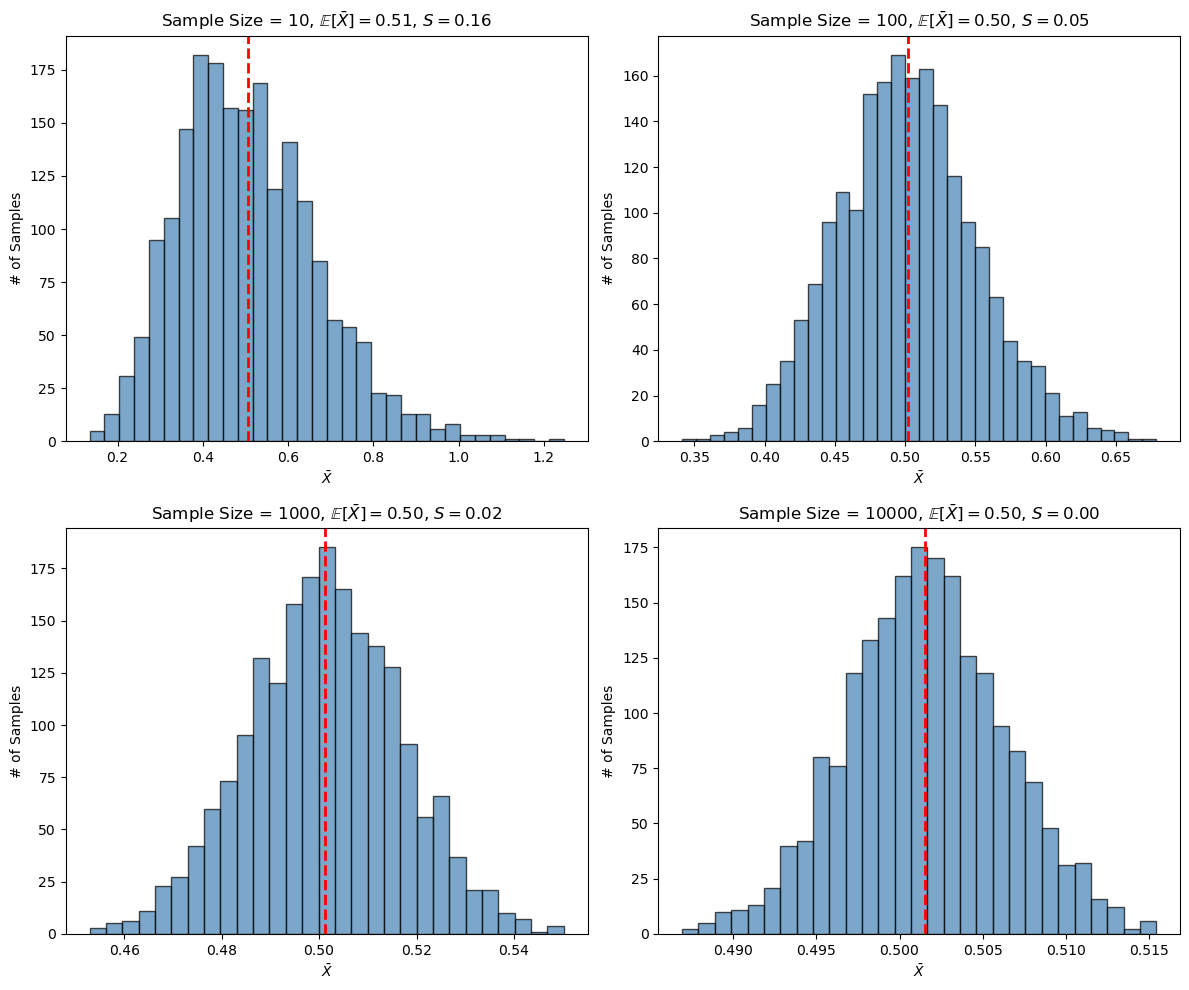 Sample Size = 10, 𝔼[X̄] = 0.51, S = 0.16
175
150
125
100
75
50
25
0
# of Samples
0.2 0.4 0.6 0.8 1.0 1.2
X̄
Sample Size = 100, 𝔼[X̄] = 0.50, S = 0.05
160
140
120
100
80
60
40
20
0
# of Samples
0.35 0.40 0.45 0.50 0.55 0.60 0.65
X̄
Sample Size = 1000, 𝔼[X̄] = 0.50, S = 0.02
175
150
125
100
75
50
25
0
# of Samples
0.46 0.48 0.50 0.52 0.54
X̄
Sample Size = 10000, 𝔼[X̄] = 0.50, S = 0.00
175
150
125
100
75
50
25
0
# of Samples
0.490 0.495 0.500 0.505 0.510 0.515
X̄